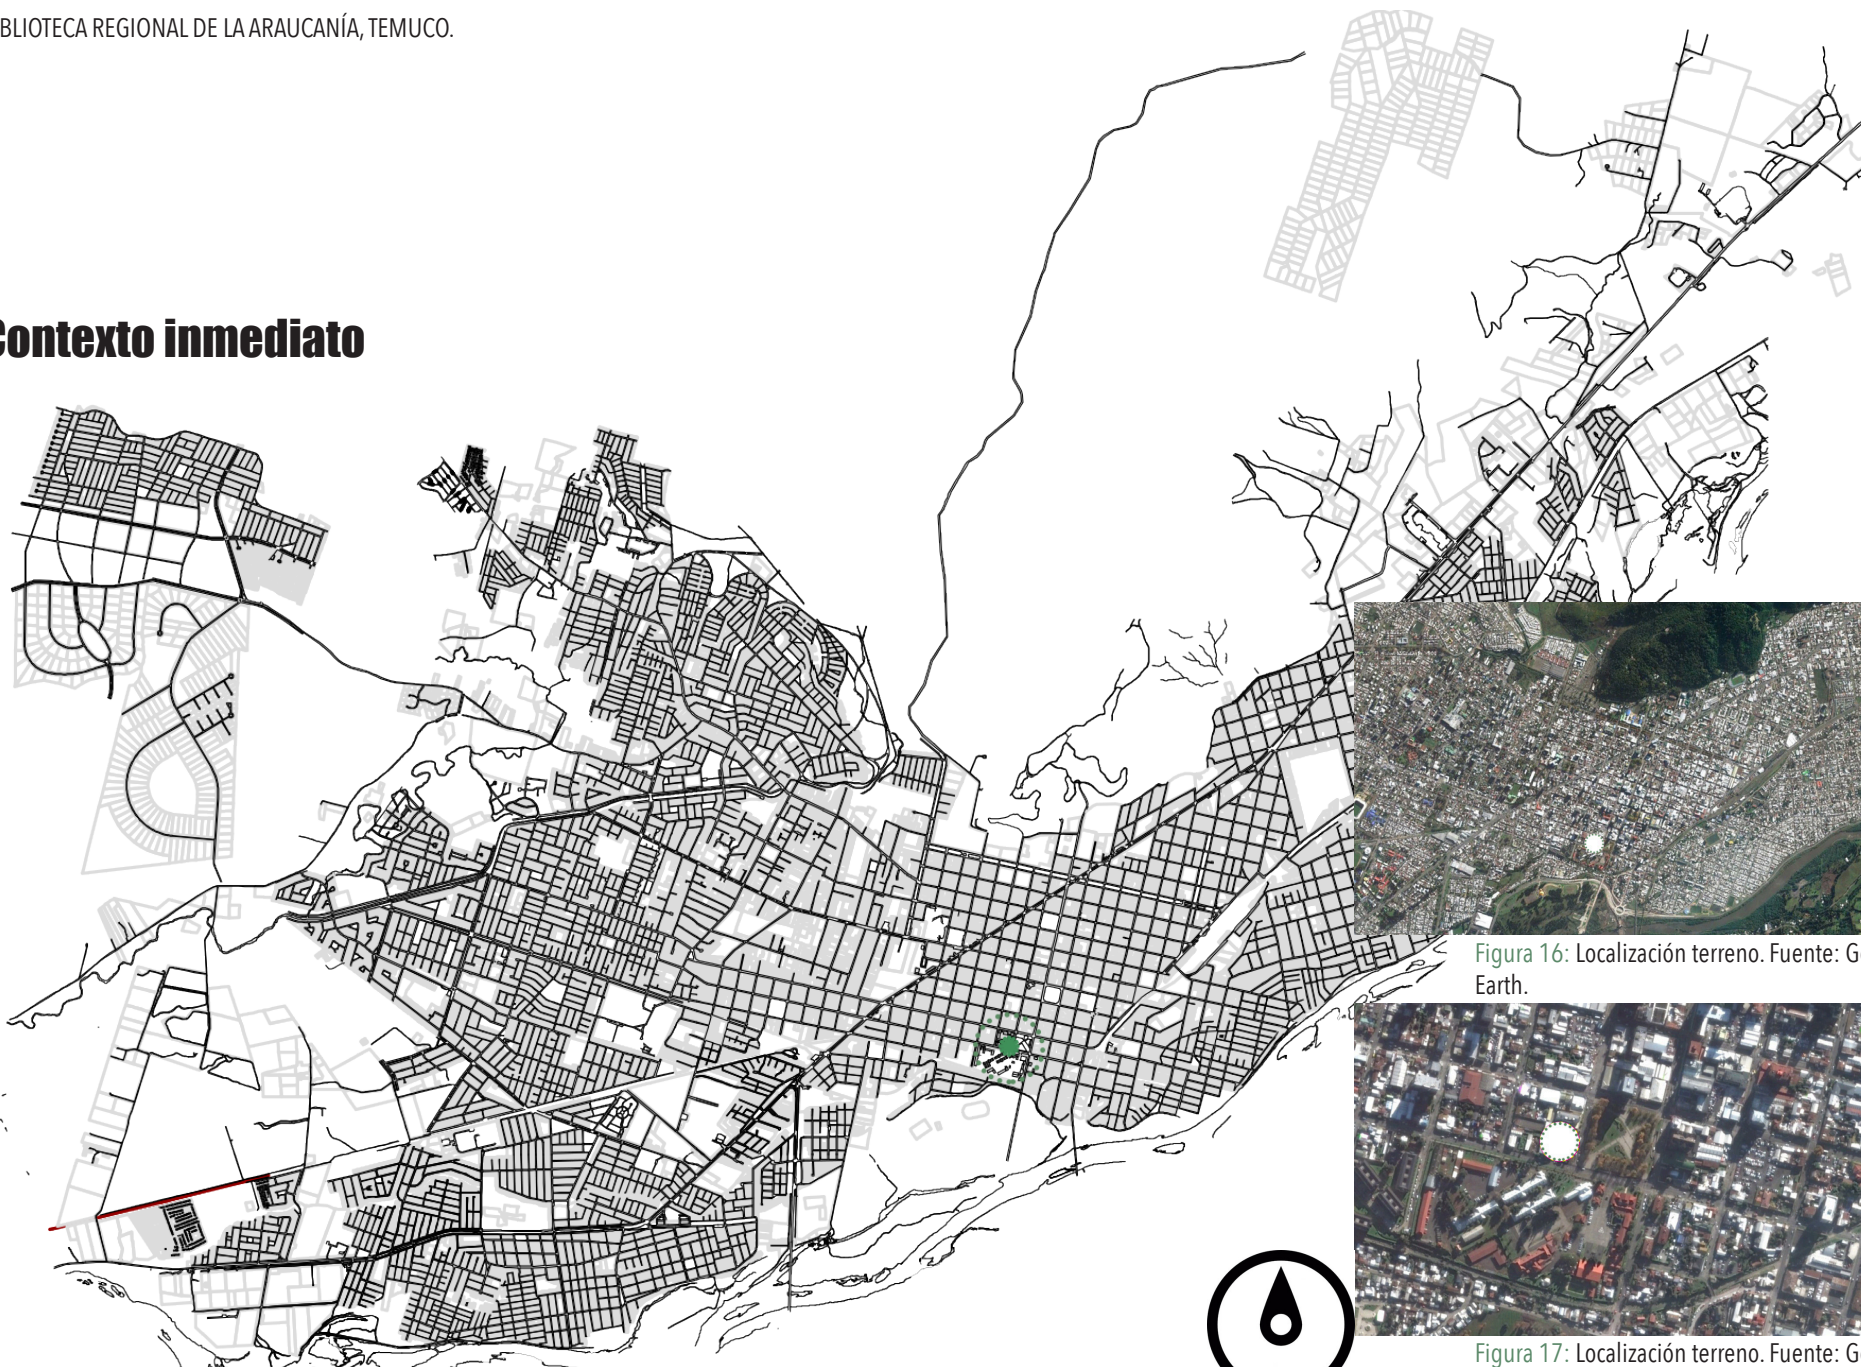 BLIOTECA REGIONAL DE LA ARAUCANÍA, TEMUCO.
Contexto inmediato
Figura 16: Localización terreno. Fuente: G
Earth.
Figura 17: Localización terreno. Fuente: G